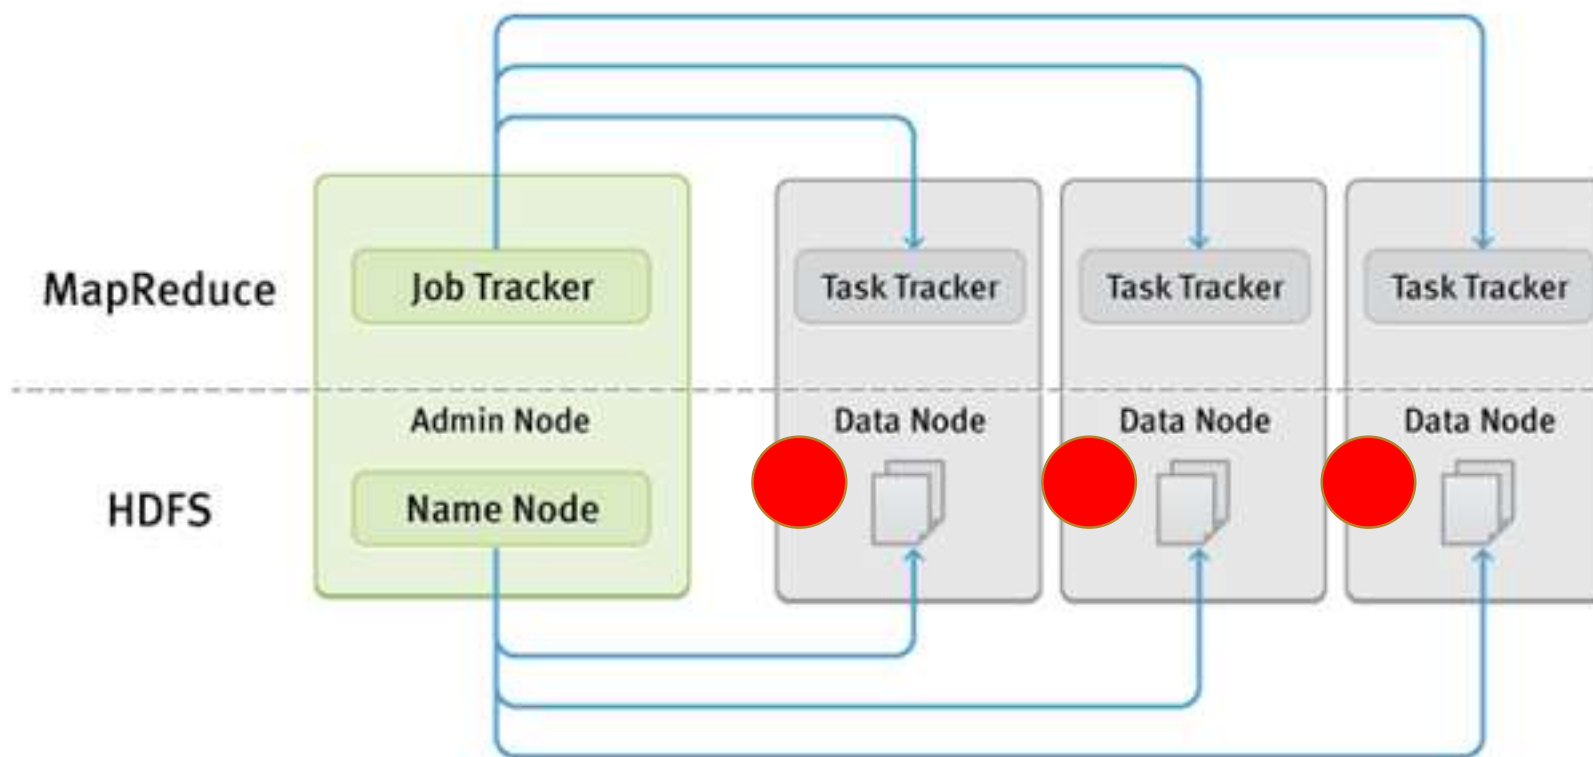 MapReduce
Job Tracker
Task Tracker
Task Tracker
Task Tracker
Admin Node
Data Node
Data Node
Data Node
HDFS
Name Node